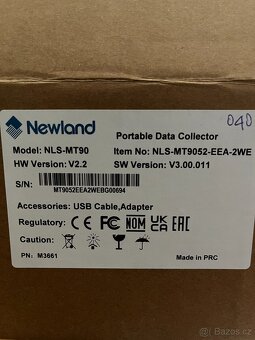 040
Newland
Portable Data Collector
Model: NLS-MT90
Item No: NLS-MT9052-EEA-2WE
HW Version: V2.2
SW Version: V3.00.011
S/N:
MT9052EEA2WEBG00694
Accessories: USB Cable,Adapter
Regulatory: CE FC NOM UK CA EAC
Caution:
PN: M3661
Made in PRC
Bazoš.cz